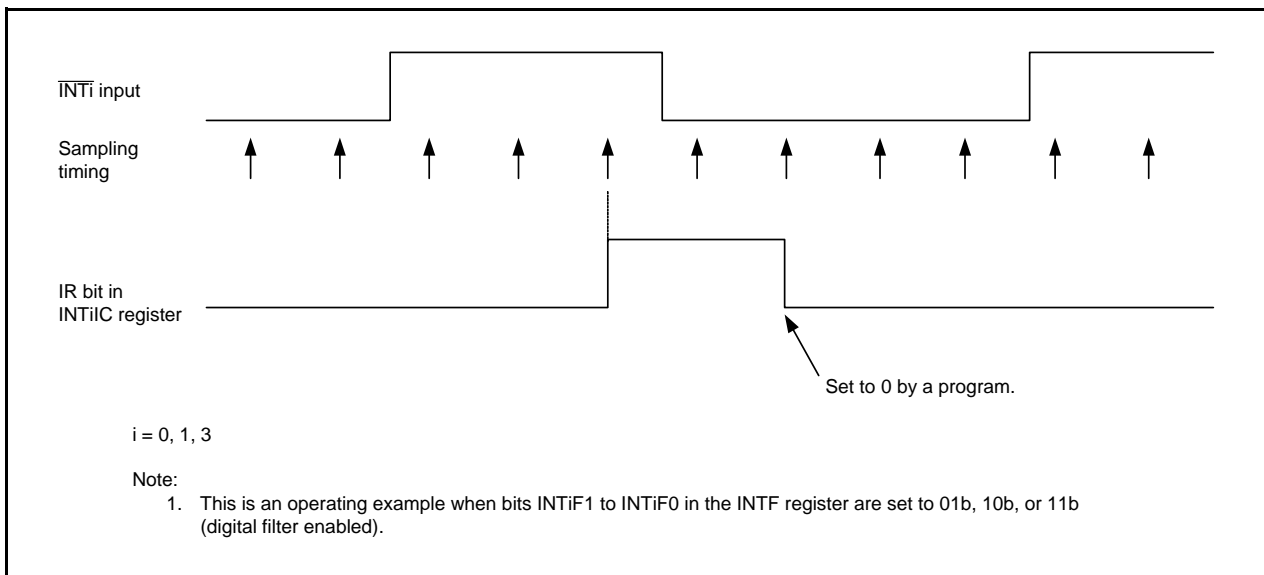 INTi input
Sampling
timing
IR bit in
INTiIC register
Set to 0 by a program.
i = 0, 1, 3
Note:
1. This is an operating example when bits INTiF1 to INTiF0 in the INTF register are set to 01b, 10b, or 11b
(digital filter enabled).